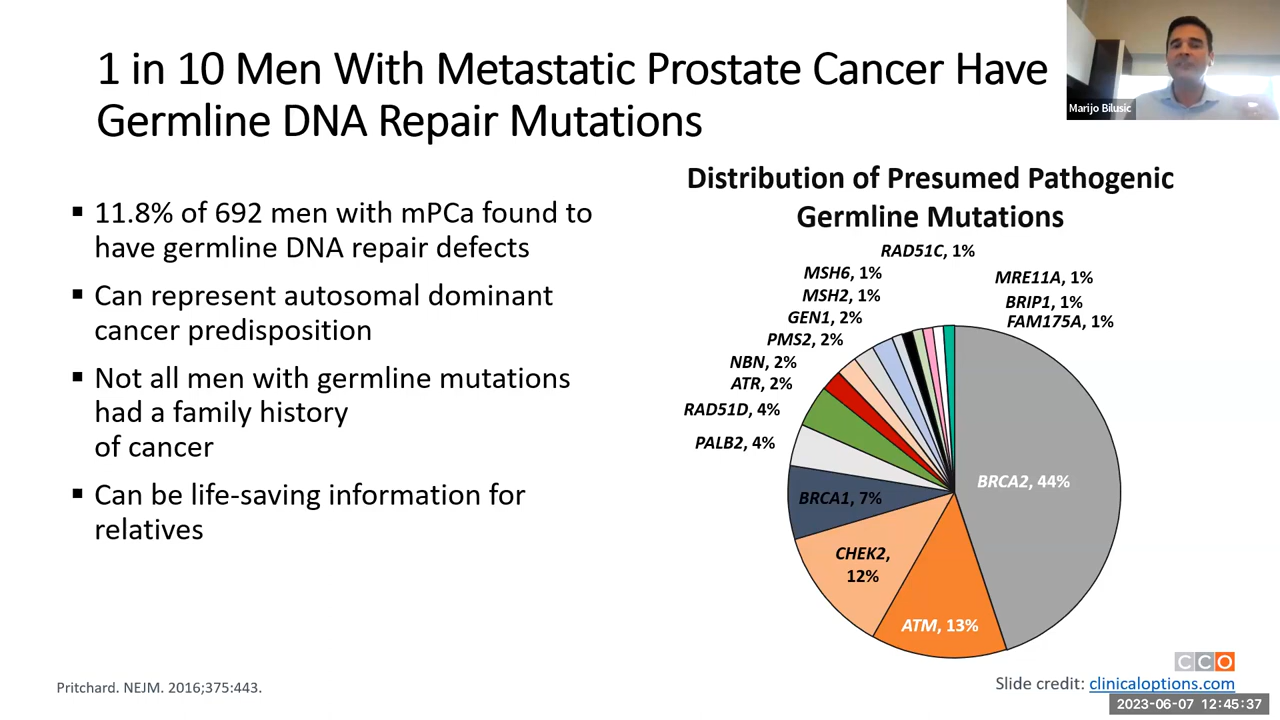 1 in 10 Men With Metastatic Prostate Cancer Have
Germline DNA Repair Mutations
Marijo Bilusic
▪ 11.8% of 692 men with mPCa found to
have germline DNA repair defects
▪ Can represent autosomal dominant
cancer predisposition
▪ Not all men with germline mutations
had a family history
of cancer
▪ Can be life-saving information for
relatives
Distribution of Presumed Pathogenic
Germline Mutations
RAD51C, 1%
MSH6, 1%
MRE11A, 1%
MSH2, 1%
BRIP1, 1%
GEN1, 2%
FAM175A, 1%
PMS2, 2%
NBN, 2%
ATR, 2%
RAD51D, 4%
PALB2, 4%
BRCA2, 44%
BRCA1, 7%
CHEK2,
12%
ATM, 13%
CCO
Pritchard. NEJM. 2016;375:443.
Slide credit: clinicaloptions.com
2023-06-07 12:45:37